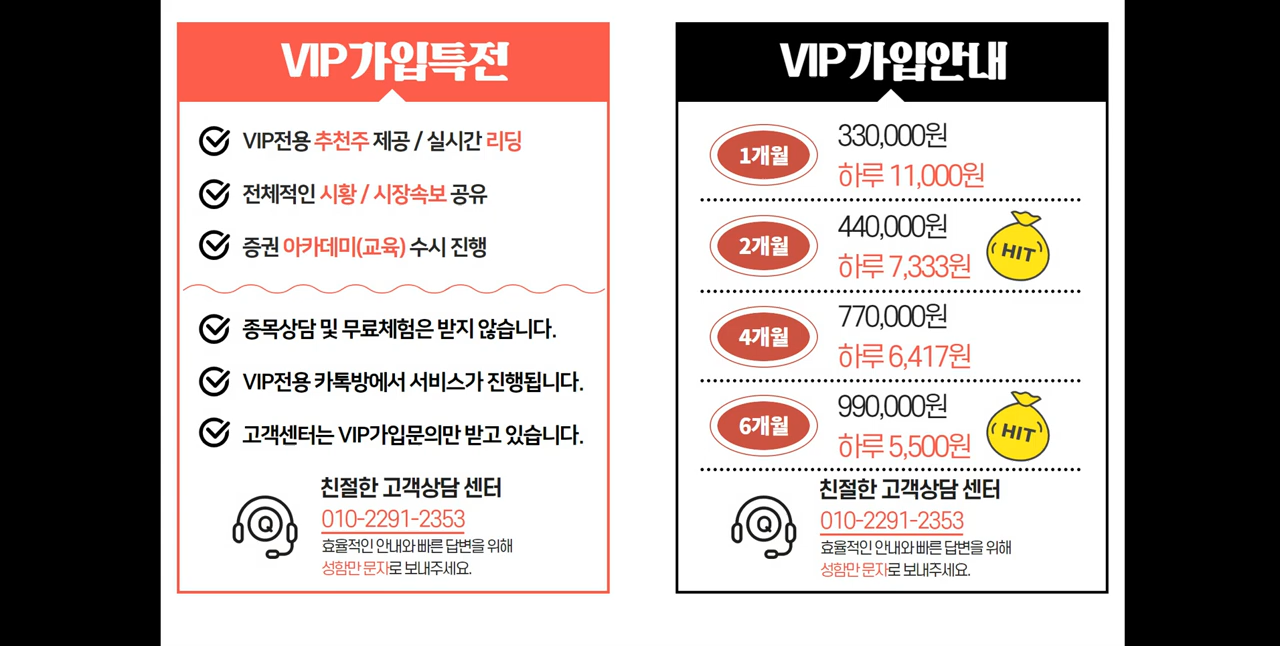 VIP가입특전
VIP전용 추천주 제공 / 실시간 리딩
전체적인 시황 / 시장속보 공유
증권 아카데미(교육) 수시 진행
종목상담 및 무료체험은 받지 않습니다.
VIP전용 카톡방에서 서비스가 진행됩니다.
고객센터는 VIP가입문의만 받고 있습니다.
Q
친절한 고객상담 센터
010-2291-2353
효율적인 안내와 빠른 답변을 위해
성함만 문자로 보내주세요.
VIP가입안내
1개월
330,000원
하루 11,000원
2개월
440,000원
하루 7,333원
HIT
4개월
770,000원
하루 6,417원
6개월
990,000원
하루 5,500원
HIT
Q
친절한 고객상담 센터
010-2291-2353
효율적인 안내와 빠른 답변을 위해
성함만 문자로 보내주세요.